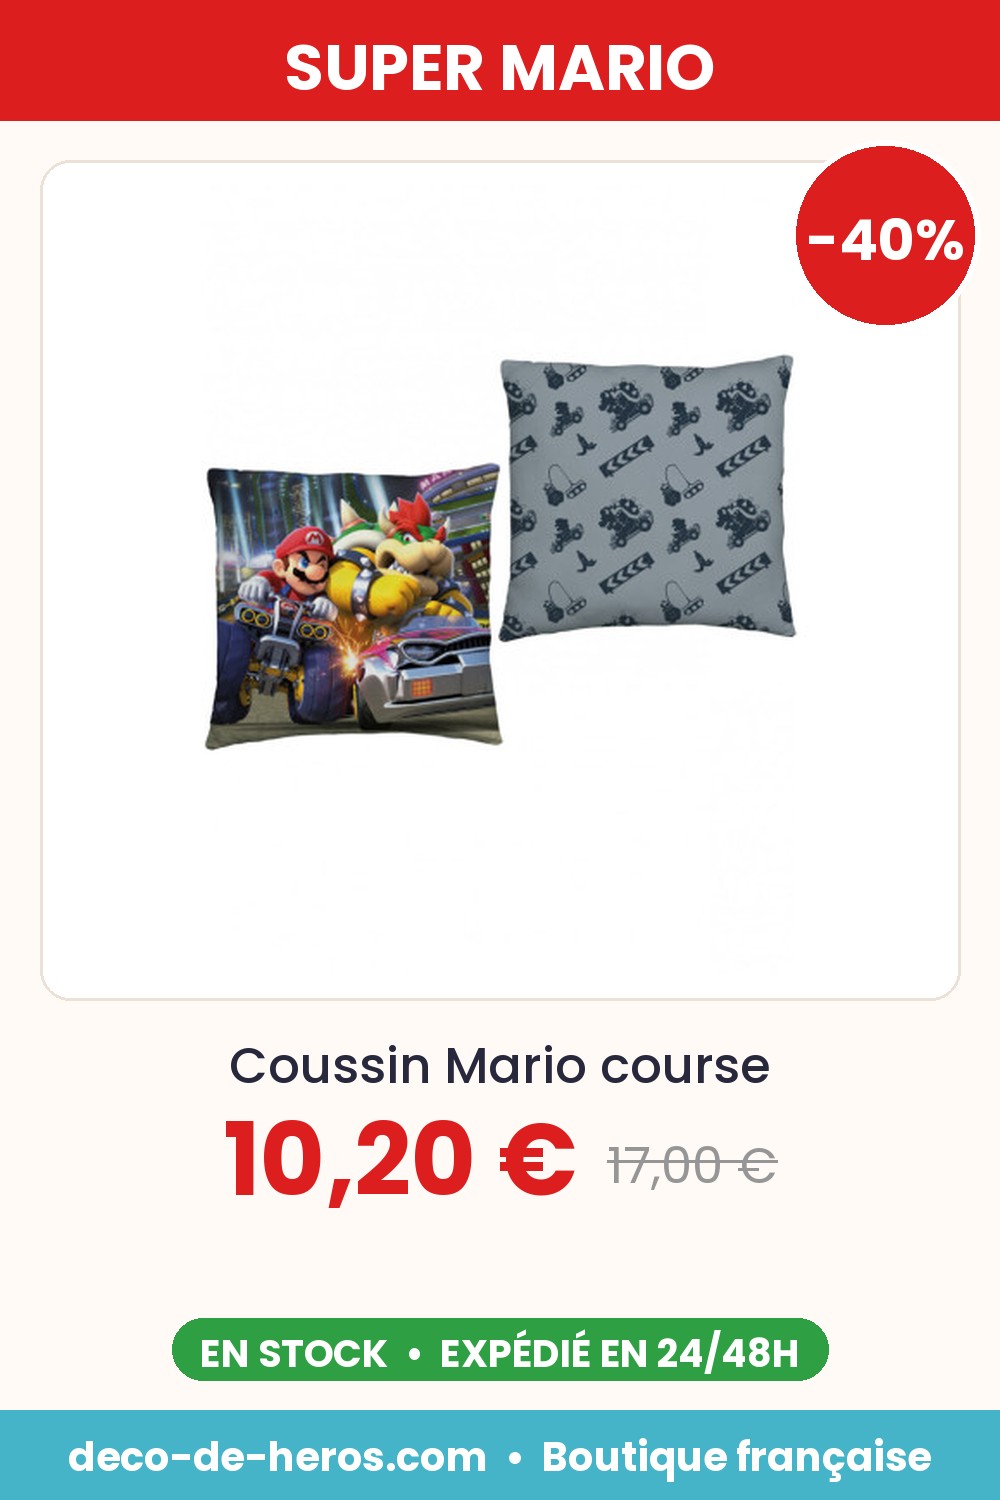 SUPER MARIO
-40%
Coussin Mario course
10,20 € 17,00 €
EN STOCK • EXPÉDIÉ EN 24/48H
deco-de-heros.com • Boutique française